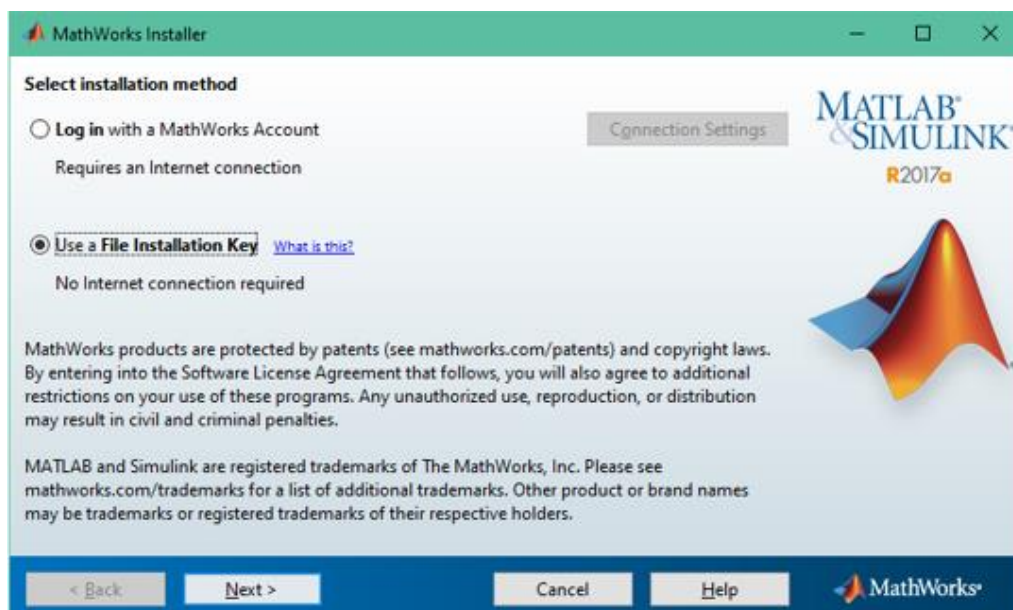 MathWorks Installer
Select installation method
Log in with a MathWorks Account
Connection Settings
Requires an Internet connection
MATLAB®
&SIMULINK®
R2017a
Use a File Installation Key What is this?
No Internet connection required
MathWorks products are protected by patents (see mathworks.com/patents) and copyright laws.
By entering into the Software License Agreement that follows, you will also agree to additional
restrictions on your use of these programs. Any unauthorized use, reproduction, or distribution
may result in civil and criminal penalties.
MATLAB and Simulink are registered trademarks of The MathWorks, Inc. Please see
mathworks.com/trademarks for a list of additional trademarks. Other product or brand names
may be trademarks or registered trademarks of their respective holders.
< Back Next > Cancel Help MathWorks®